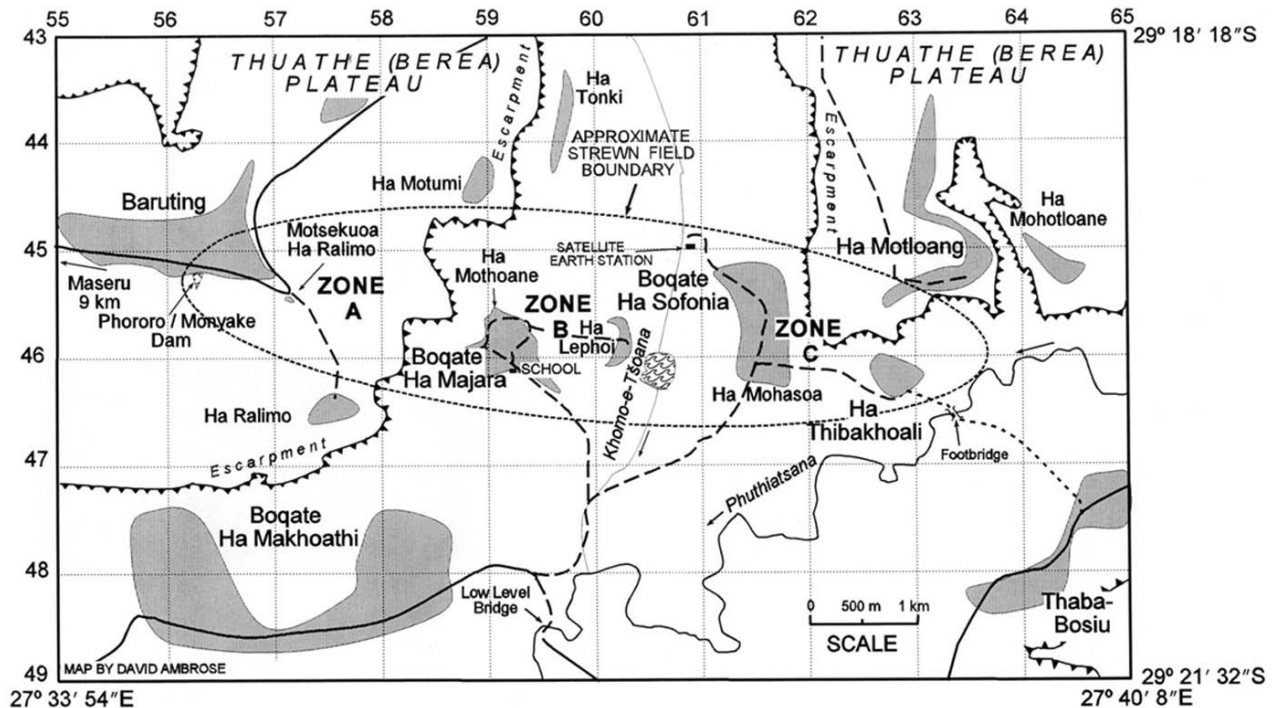 55 56 57 58 59 60 61 62 63 64 65
43
29º 18′ 18″S
THUATHE (BEREA)
PLATEAU
THUATHE (BEREA)
PLATEAU
Escarpment
Ha
Tonki
Escarpment
44
APPROXIMATE
STREWN FIELD
BOUNDARY
Ha Motumi
Baruting
Ha
Mohotloane
Motsekuoa
Ha Ralimo
45
SATELLITE
EARTH STATION
Ha Motloang
Ha
Mothoane
Boqate
Ha Sofonia
Maseru
9 km
ZONE
A
ZONE
B
ZONE
C
Phororo / Monyake
Dam
Ha
Lephoi
46
Boqate
Ha Majara
SCHOOL
Khomo-e-Tšoana
Ha Mohasoa
Ha Ralimo
Ha
Thibakhoali
Footbridge
Escarpment
47
Phuthiatsana
Boqate
Ha Makhoathi
48
Low Level
Bridge
0 500 m 1 km
SCALE
Thaba-
Bosiu
MAP BY DAVID AMBROSE
49
29º 21′ 32″S
27º 33′ 54″E
27º 40′ 8″E